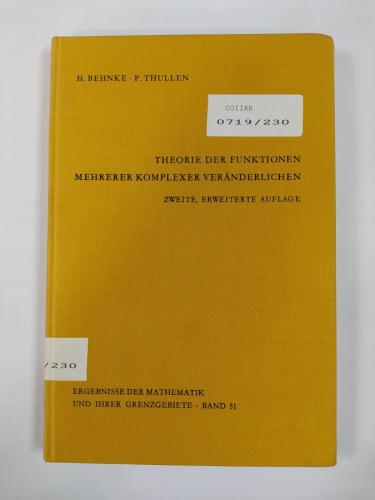 H. BEHNKE · P. THULLEN
COIIAR
0719/230
THEORIE DER FUNKTIONEN
MEHRERER KOMPLEXER VERÄNDERLICHEN
ZWEITE, ERWEITERTE AUFLAGE
/230
ERGEBNISSE DER MATHEMATIK
UND IHRER GRENZGEBIETE · BAND 51